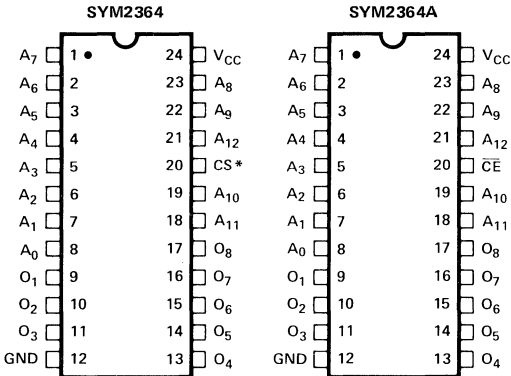 SYM2364 SYM2364A
A7 1 24 VCC A7 1 24 VCC
A6 2 23 A8 A6 2 23 A8
A5 3 22 A9 A5 3 22 A9
A4 4 21 A12 A4 4 21 A12
A3 5 20 CS* A3 5 20 C̅E̅
A2 6 19 A10 A2 6 19 A10
A1 7 18 A11 A1 7 18 A11
A0 8 17 O8 A0 8 17 O8
O1 9 16 O7 O1 9 16 O7
O2 10 15 O6 O2 10 15 O6
O3 11 14 O5 O3 11 14 O5
GND 12 13 O4 GND 12 13 O4